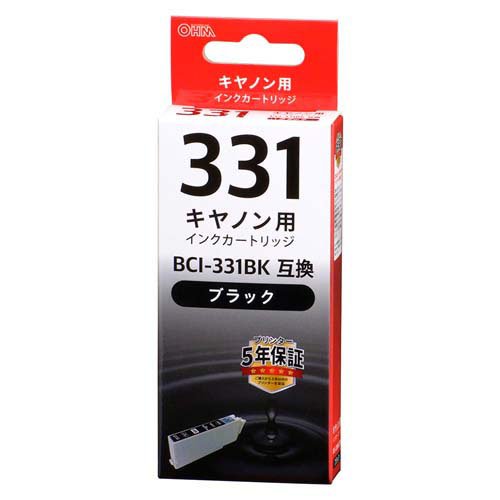 OHM
キヤノン用
インクカートリッジ
331
キヤノン用
インクカートリッジ
BCI-331BK 互換
ブラック
プリンター
5年保証